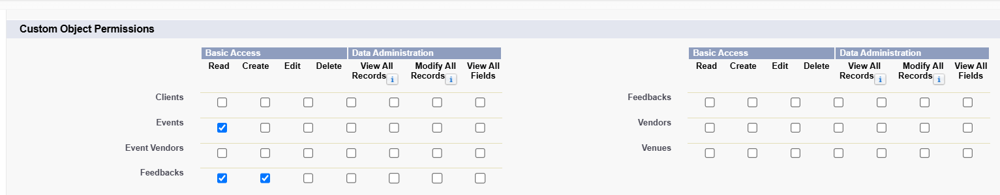 Custom Object Permissions
Basic Access Data Administration
Read Create Edit Delete View All Records i Modify All Records i View All Fields
Clients
Events
Event Vendors
Feedbacks
Basic Access Data Administration
Read Create Edit Delete View All Records i Modify All Records i View All Fields
Feedbacks
Vendors
Venues